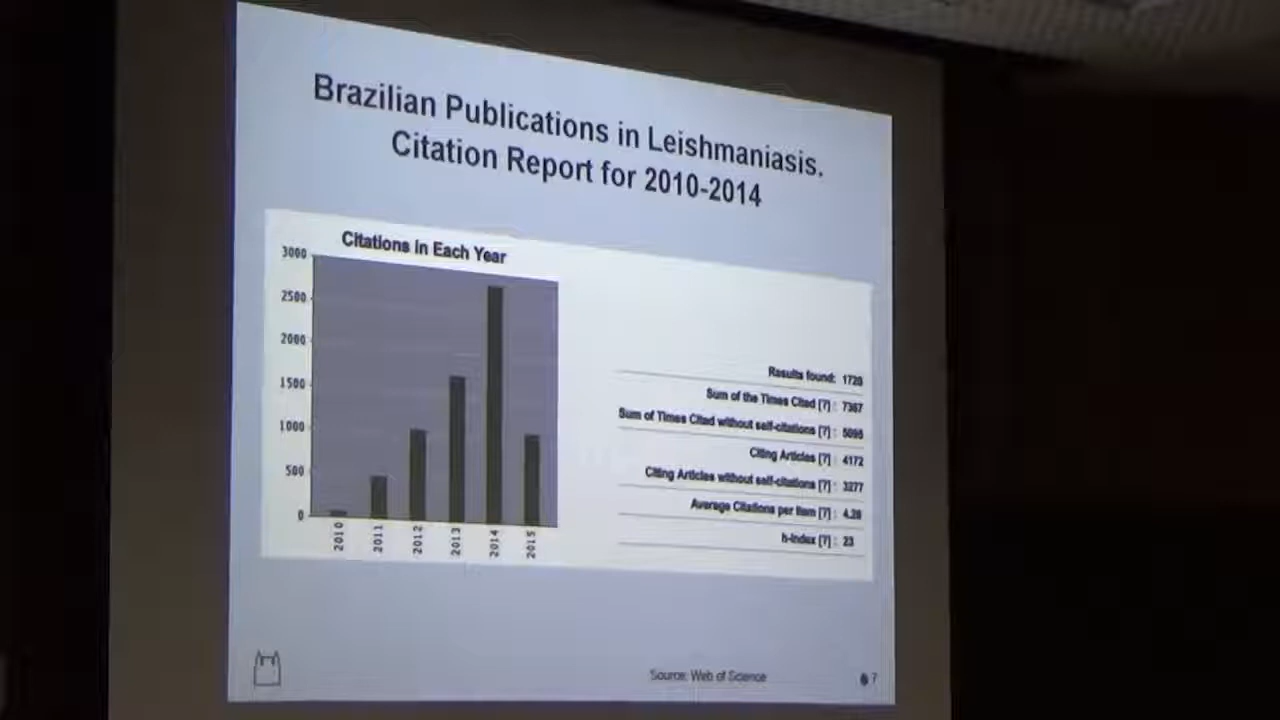 Brazilian Publications in Leishmaniasis.
Citation Report for 2010-2014
Citations in Each Year
3000
2500
2000
1500
1000
500
0
2010
2011
2012
2013
2014
2015
Results found: 1720
Sum of the Times Cited [?] : 7367
Sum of Times Cited without self-citations [?] : 5095
Citing Articles [?] : 4172
Citing Articles without self-citations [?] : 3277
Average Citations per Item [?] : 4.28
h-index [?] : 23
Source: Web of Science
7